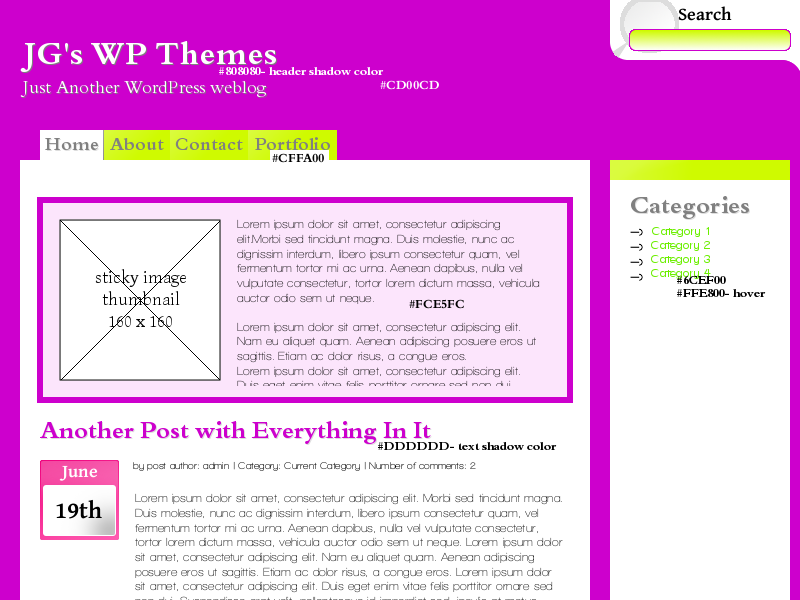 Search
JG's WP Themes
#808080- header shadow color
Just Another WordPress weblog
#CD00CD
Home About Contact Portfolio
#CFFA00
sticky image
thumbnail
160 x 160
Lorem ipsum dolor sit amet, consectetur adipiscing
elit.Morbi sed tincidunt magna. Duis molestie, nunc ac
dignissim interdum, libero ipsum consectetur quam, vel
fermentum tortor mi ac urna. Aenean dapibus, nulla vel
vulputate consectetur, tortor lorem dictum massa, vehicula
auctor odio sem ut neque.
#FCE5FC
Lorem ipsum dolor sit amet, consectetur adipiscing elit.
Nam eu aliquet quam. Aenean adipiscing posuere eros ut
sagittis. Etiam ac dolor risus, a congue eros.
Lorem ipsum dolor sit amet, consectetur adipiscing elit.
Duis eget enim vitae felis porttitor ornare sed non dui.
Categories
Category 1
Category 2
Category 3
Category 4
#6CEF00
#FFE800- hover
Another Post with Everything In It
#DDDDDD- text shadow color
June
19th
by post author: admin | Category: Current Category | Number of comments: 2
Lorem ipsum dolor sit amet, consectetur adipiscing elit. Morbi sed tincidunt magna.
Duis molestie, nunc ac dignissim interdum, libero ipsum consectetur quam, vel
fermentum tortor mi ac urna. Aenean dapibus, nulla vel vulputate consectetur,
tortor lorem dictum massa, vehicula auctor odio sem ut neque. Lorem ipsum dolor
sit amet, consectetur adipiscing elit. Nam eu aliquet quam. Aenean adipiscing
posuere eros ut sagittis. Etiam ac dolor risus, a congue eros. Lorem ipsum dolor
sit amet, consectetur adipiscing elit. Duis eget enim vitae felis porttitor ornare sed